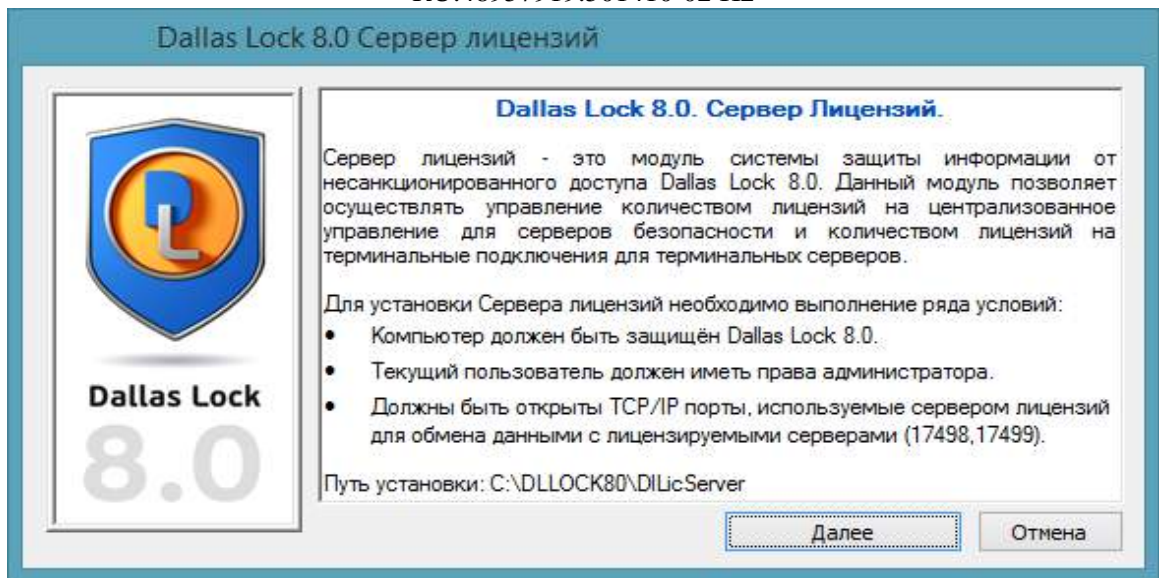 Dallas Lock 8.0 Сервер лицензий
Dallas Lock 8.0. Сервер Лицензий.
Сервер лицензий - это модуль системы защиты информации от
несанкционированного доступа Dallas Lock 8.0. Данный модуль позволяет
осуществлять управление количеством лицензий на централизованное
управление для серверов безопасности и количеством лицензий на
терминальные подключения для терминальных серверов.
Для установки Сервера лицензий необходимо выполнение ряда условий:
• Компьютер должен быть защищён Dallas Lock 8.0.
• Текущий пользователь должен иметь права администратора.
• Должны быть открыты TCP/IP порты, используемые сервером лицензий
для обмена данными с лицензируемыми серверами (17498,17499).
Путь установки: C:\DLLOCK80\DlLicServer
DL
Dallas Lock
8.0
Далее
Отмена